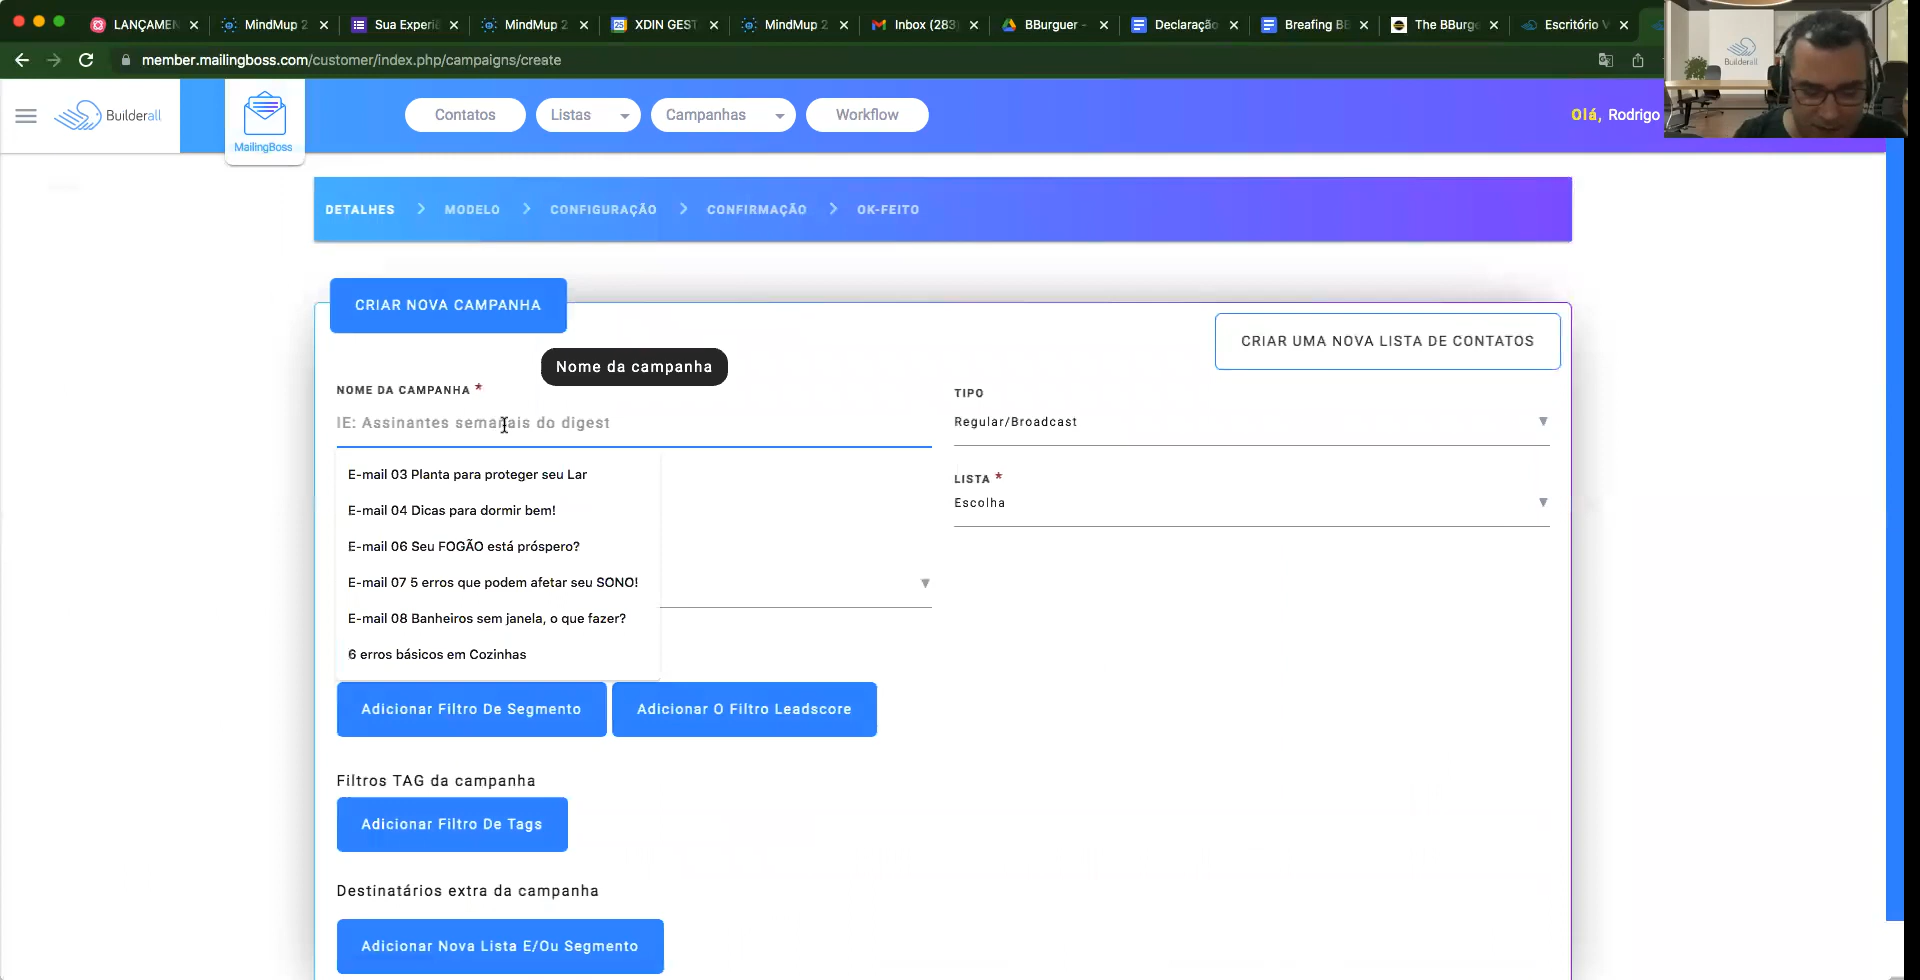 LANÇAMEN
MindMup 2
Sua Experi
MindMup 2
XDIN GEST
MindMup 2
Inbox (283)
BBurguer -
Declaração
Breafing BB
The BBurge
Escritório V
member.mailingboss.com/customer/index.php/campaigns/create
Builderall
MailingBoss
Contatos
Listas
Campanhas
Workflow
Olá, Rodrigo
Builderall
DETALHES
MODELO
CONFIGURAÇÃO
CONFIRMAÇÃO
OK-FEITO
CRIAR NOVA CAMPANHA
CRIAR UMA NOVA LISTA DE CONTATOS
Nome da campanha
NOME DA CAMPANHA *
IE: Assinantes semanais do digest
TIPO
Regular/Broadcast
LISTA *
Escolha
E-mail 03 Planta para proteger seu Lar
E-mail 04 Dicas para dormir bem!
E-mail 06 Seu FOGÃO está próspero?
E-mail 07 5 erros que podem afetar seu SONO!
E-mail 08 Banheiros sem janela, o que fazer?
6 erros básicos em Cozinhas
Adicionar Filtro De Segmento
Adicionar O Filtro Leadscore
Filtros TAG da campanha
Adicionar Filtro De Tags
Destinatários extra da campanha
Adicionar Nova Lista E/Ou Segmento